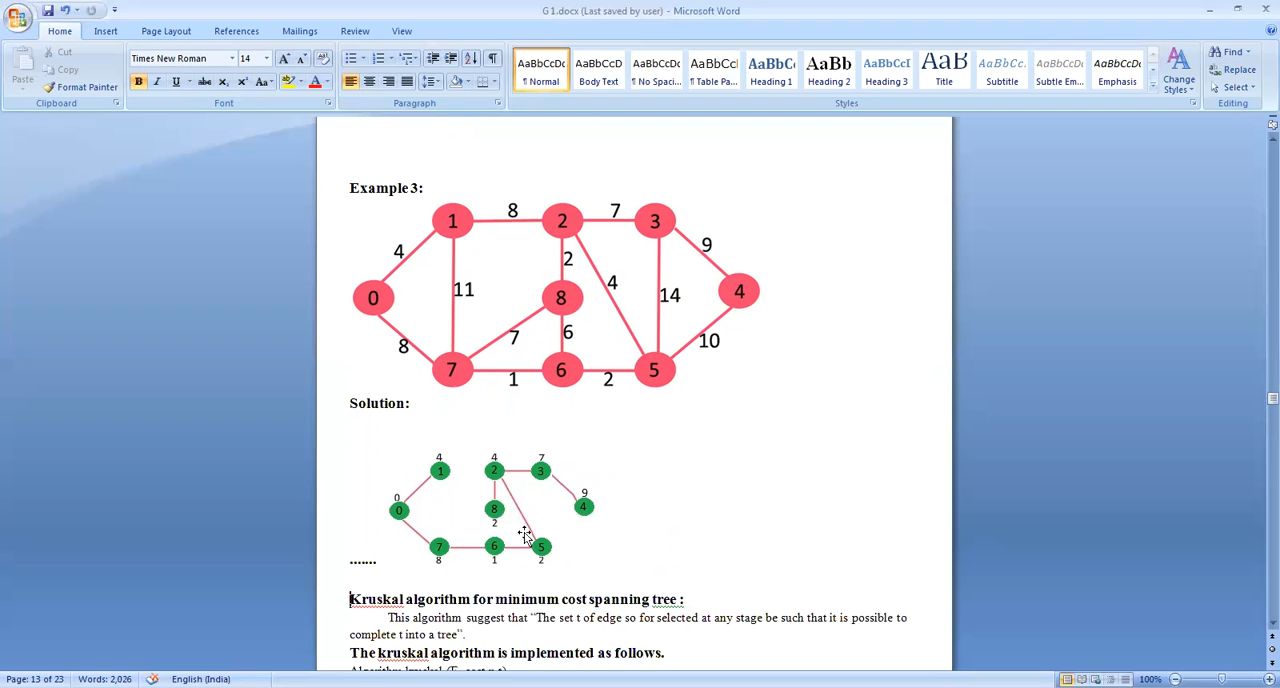 G 1.docx (Last saved by user) - Microsoft Word
Home Insert Page Layout References Mailings Review View
Paste
Cut
Copy
Format Painter
Clipboard
Times New Roman 14
B I U abc x₂ x² Aa
Font
Paragraph
AaBbCcDc AaBbCcD AaBbCcDc AaBbCcI AaBbC AaBb AaBbCcI AaB AaBbCc. AaBbCcDc AaBbCcDc
¶ Normal Body Text ¶ No Spaci... ¶ Table Pa... Heading 1 Heading 2 Heading 3 Title Subtitle Subtle Em... Emphasis
Change
Styles
Styles
Find
Replace
Select
Editing
Example 3:
1 8 2 7 3
4 2 9
11 4
0 8 14 4
8 7 6 10
7 1 6 2 5
Solution:
4 4 7
1 2 3
0 9
0 8 4
2
7 6 5
8 1 2
.......
Kruskal algorithm for minimum cost spanning tree :
This algorithm suggest that “The set t of edge so for selected at any stage be such that it is possible to
complete t into a tree”.
The kruskal algorithm is implemented as follows.
Page: 13 of 23 Words: 2,026 English (India) 100%